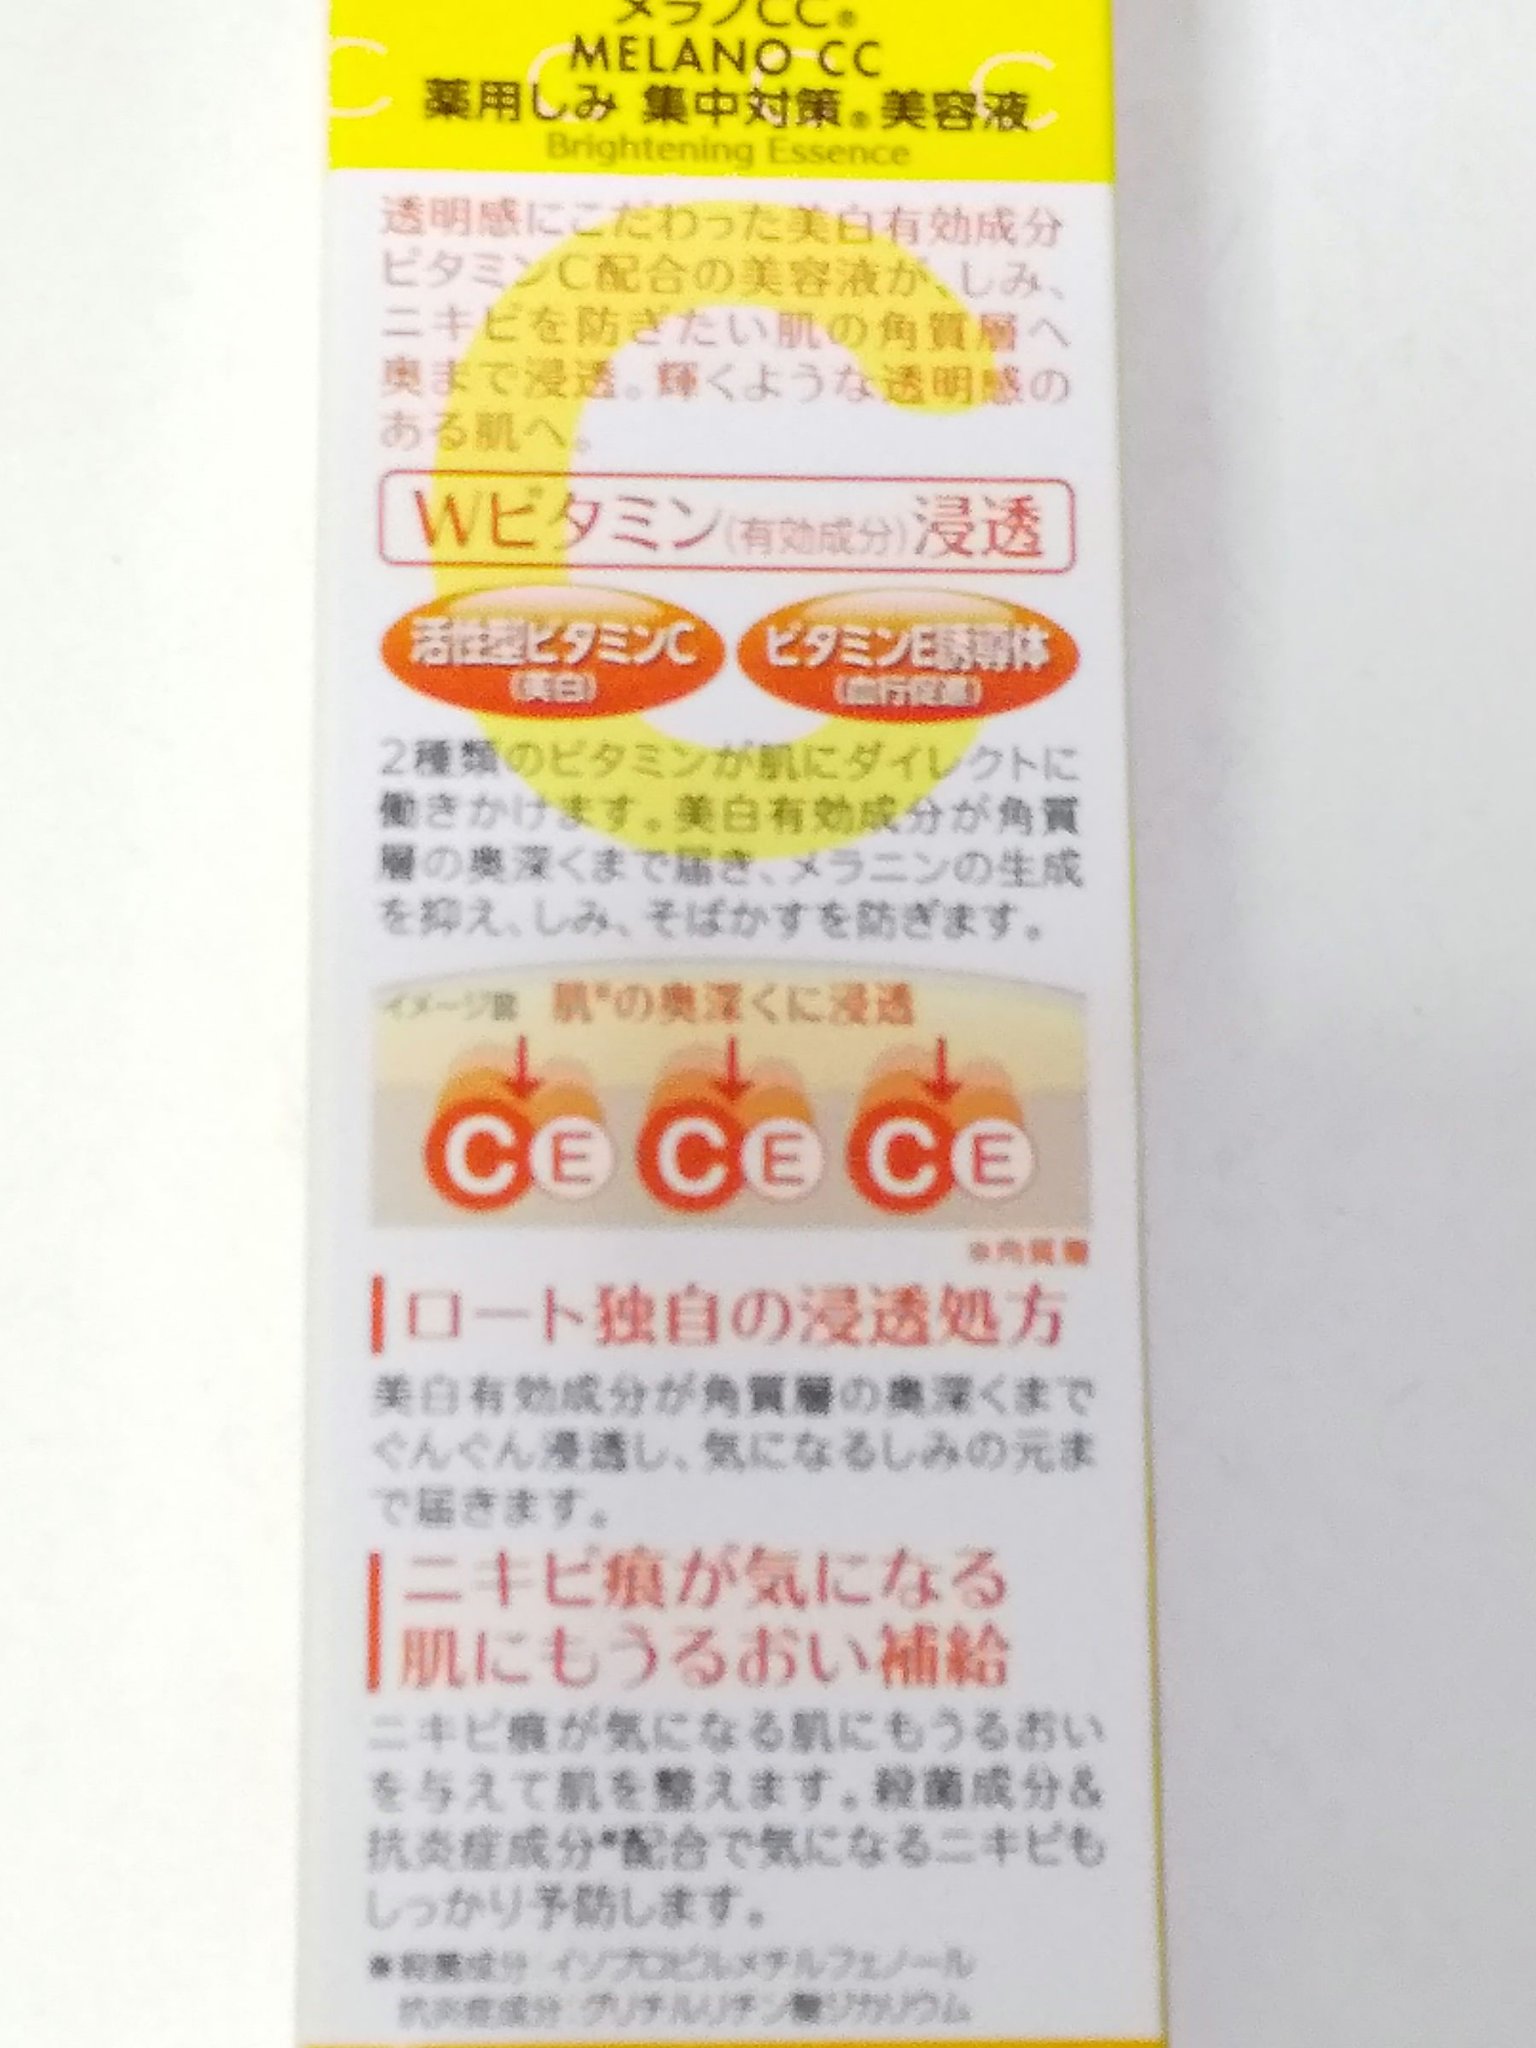 メラノCC®
MELANO CC
薬用しみ 集中対策®美容液
Brightening Essence
透明感にこだわった美白有効成分
ビタミンC配合の美容液が、しみ、
ニキビを防ぎたい肌の角質層へ
奥まで浸透。輝くような透明感の
ある肌へ。
Wビタミン(有効成分)浸透
活性型ビタミンC
(美白)
ビタミンE誘導体
(血行促進)
2種類のビタミンが肌にダイレクトに
働きかけます。美白有効成分が角質
層の奥深くまで届き、メラニンの生成
を抑え、しみ、そばかすを防ぎます。
イメージ図 肌*の奥深くに浸透
C E C E C E
*角質層
ロート独自の浸透処方
美白有効成分が角質層の奥深くまで
ぐんぐん浸透し、気になるしみの元ま
で届きます。
ニキビ痕が気になる
肌にもうるおい補給
ニキビ痕が気になる肌にもうるおい
を与えて肌を整えます。殺菌成分&
抗炎症成分*配合で気になるニキビも
しっかり予防します。
*殺菌成分:イソプロピルメチルフェノール
抗炎症成分:グリチルリチン酸ジカリウム